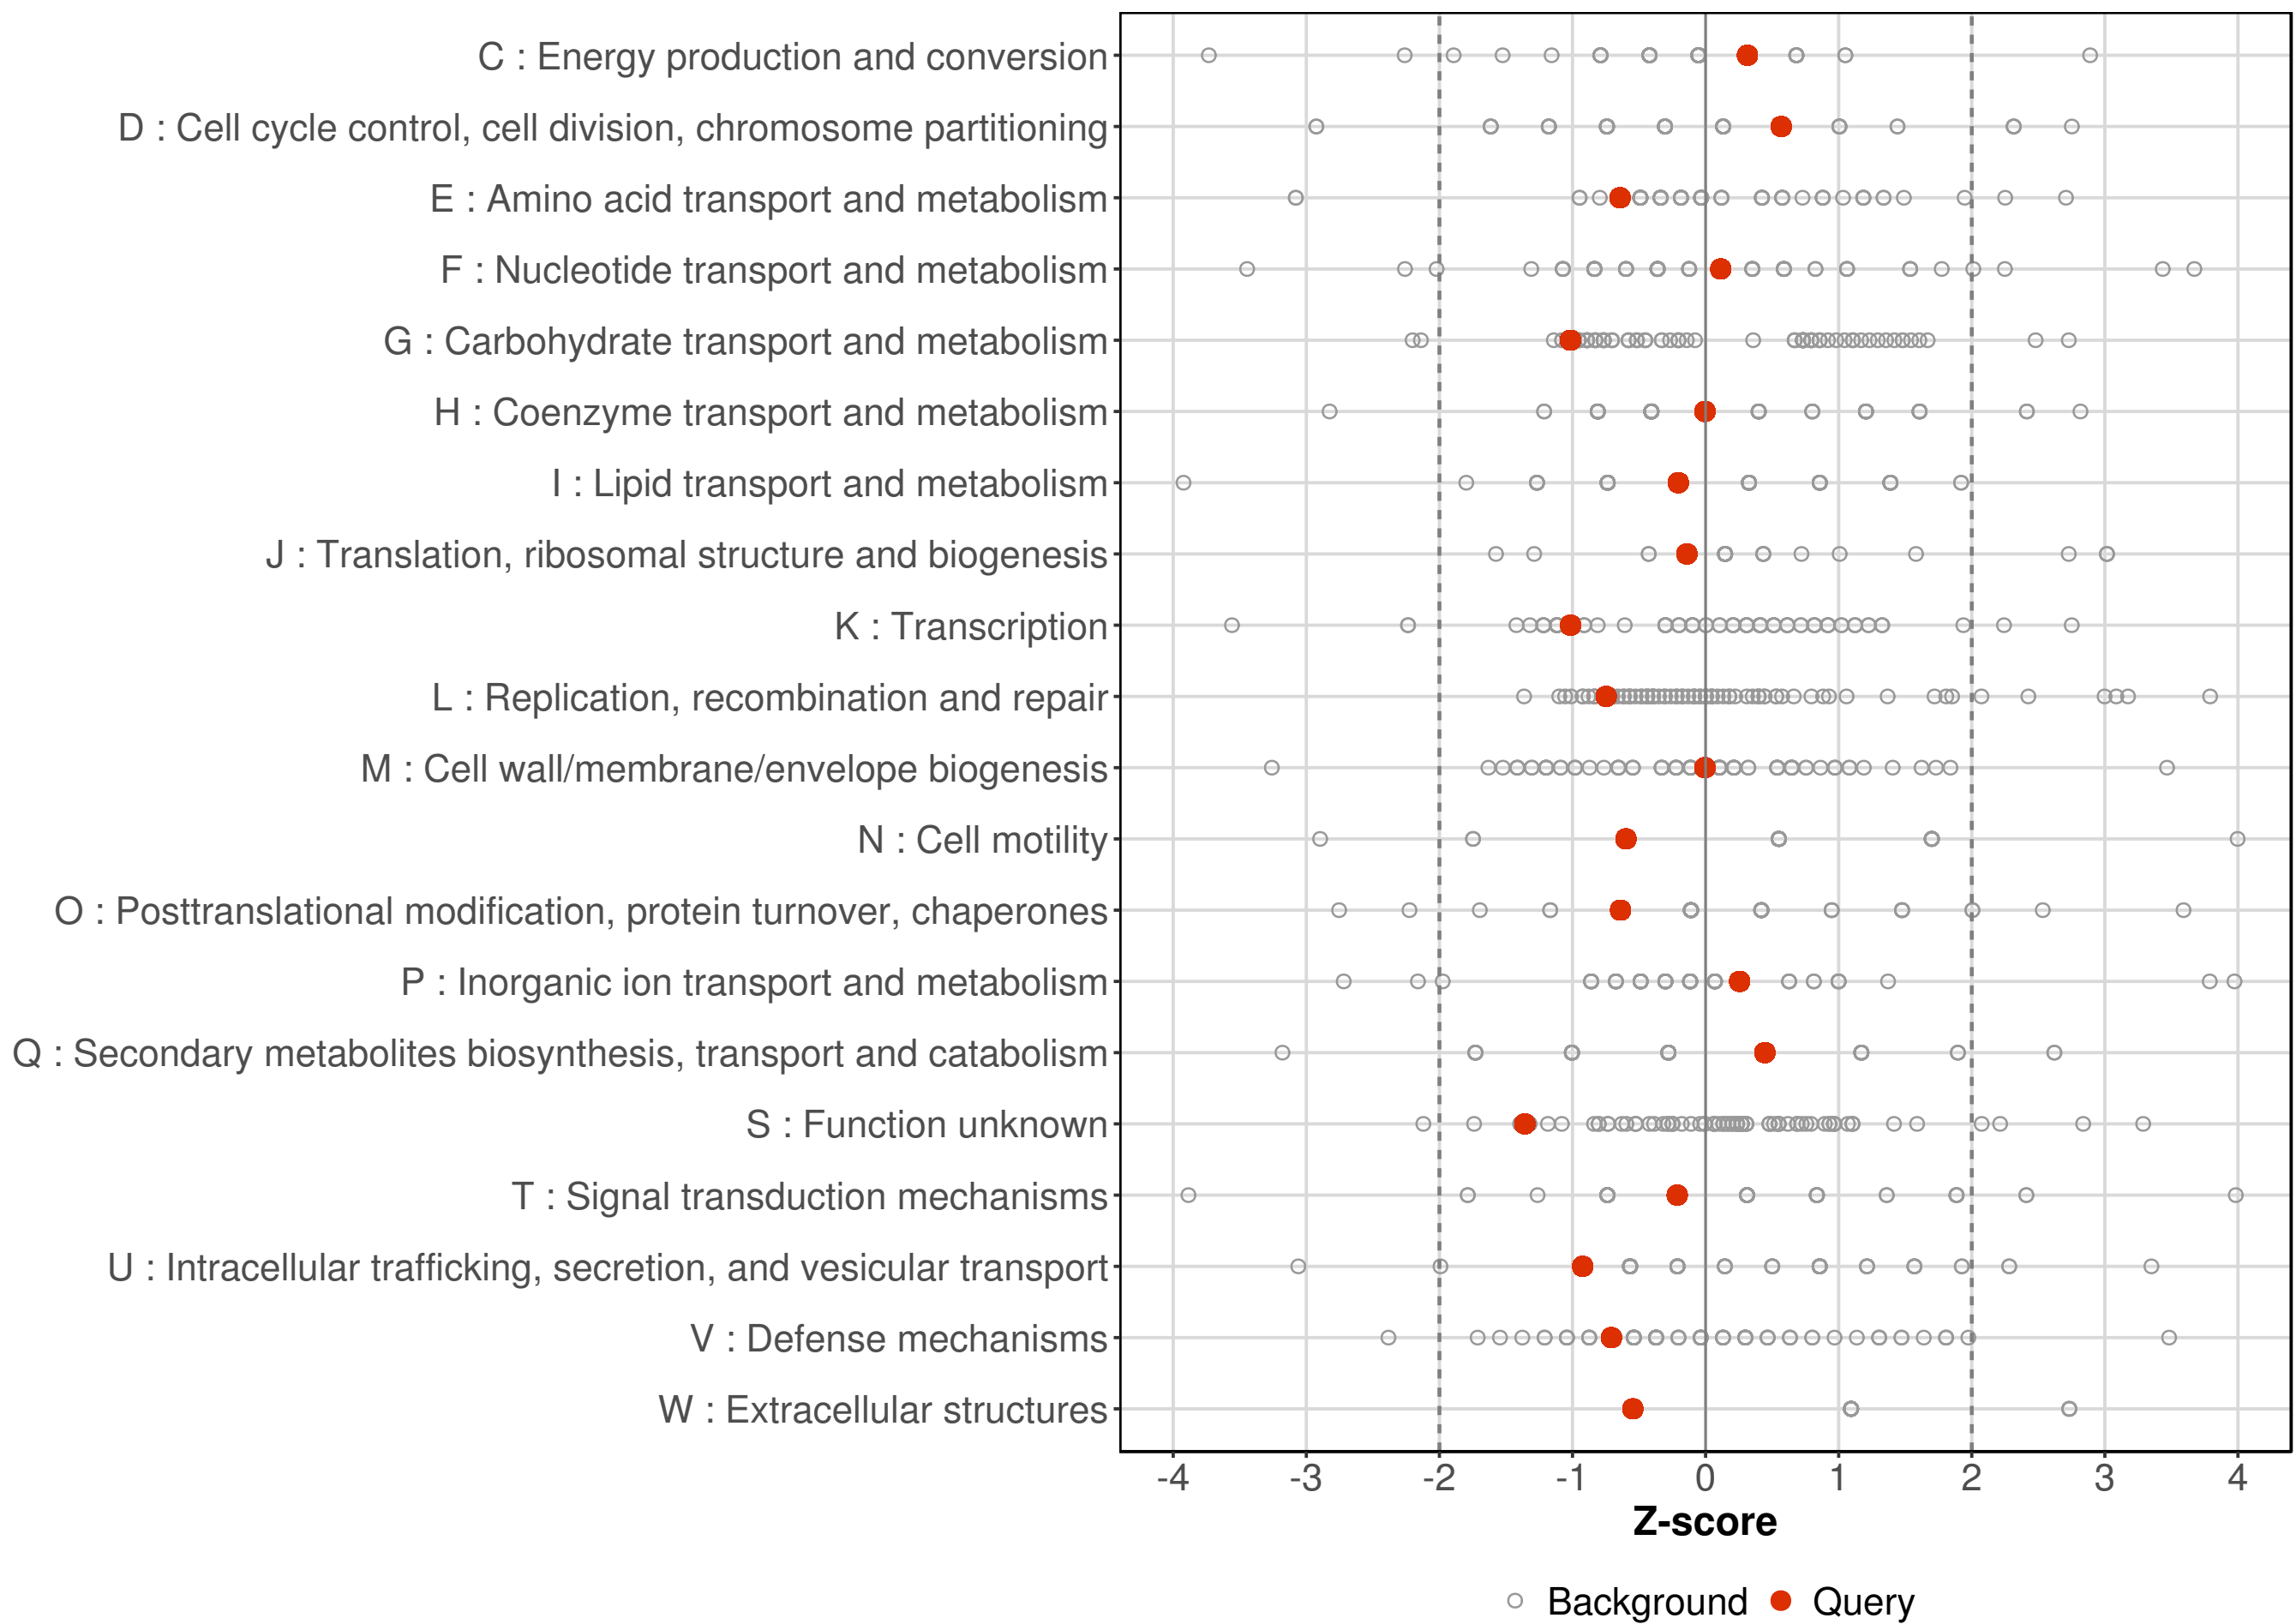 C : Energy production and conversion
D : Cell cycle control, cell division, chromosome partitioning
E : Amino acid transport and metabolism
F : Nucleotide transport and metabolism
G : Carbohydrate transport and metabolism
H : Coenzyme transport and metabolism
I : Lipid transport and metabolism
J : Translation, ribosomal structure and biogenesis
K : Transcription
L : Replication, recombination and repair
M : Cell wall/membrane/envelope biogenesis
N : Cell motility
O : Posttranslational modification, protein turnover, chaperones
P : Inorganic ion transport and metabolism
Q : Secondary metabolites biosynthesis, transport and catabolism
S : Function unknown
T : Signal transduction mechanisms
U : Intracellular trafficking, secretion, and vesicular transport
V : Defense mechanisms
W : Extracellular structures
-4 -3 -2 -1 0 1 2 3 4
Z-score
Background Query